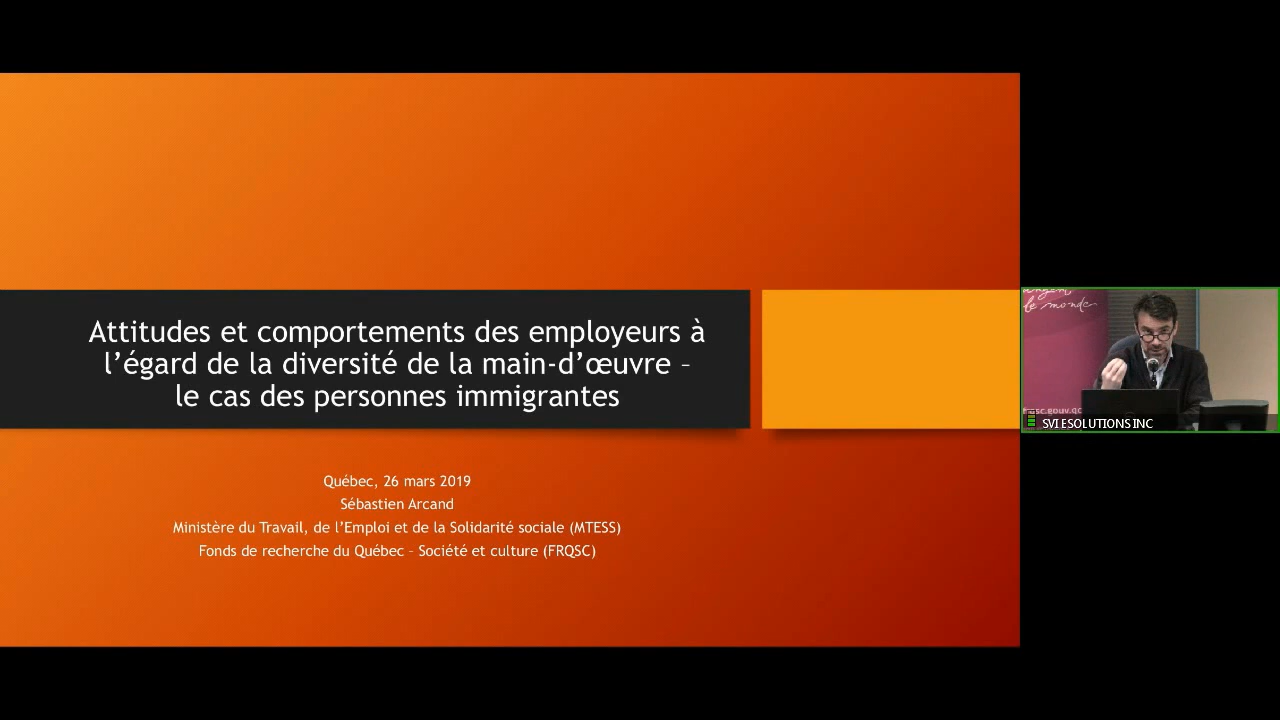 Attitudes et comportements des employeurs à
l’égard de la diversité de la main-d’œuvre –
le cas des personnes immigrantes
Québec, 26 mars 2019
Sébastien Arcand
Ministère du Travail, de l’Emploi et de la Solidarité sociale (MTESS)
Fonds de recherche du Québec – Société et culture (FRQSC)
le monde
SVI ESOLUTIONS INC